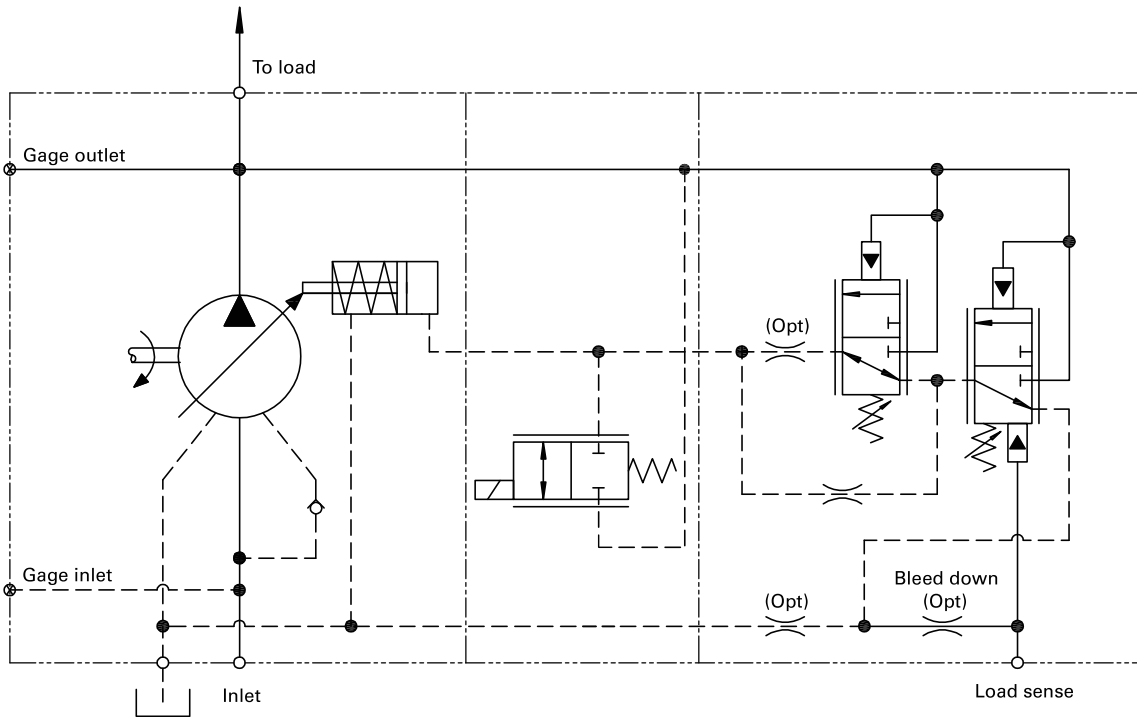 To load
Gage outlet
(Opt)
Gage inlet
Bleed down
(Opt)
(Opt)
Inlet
Load sense